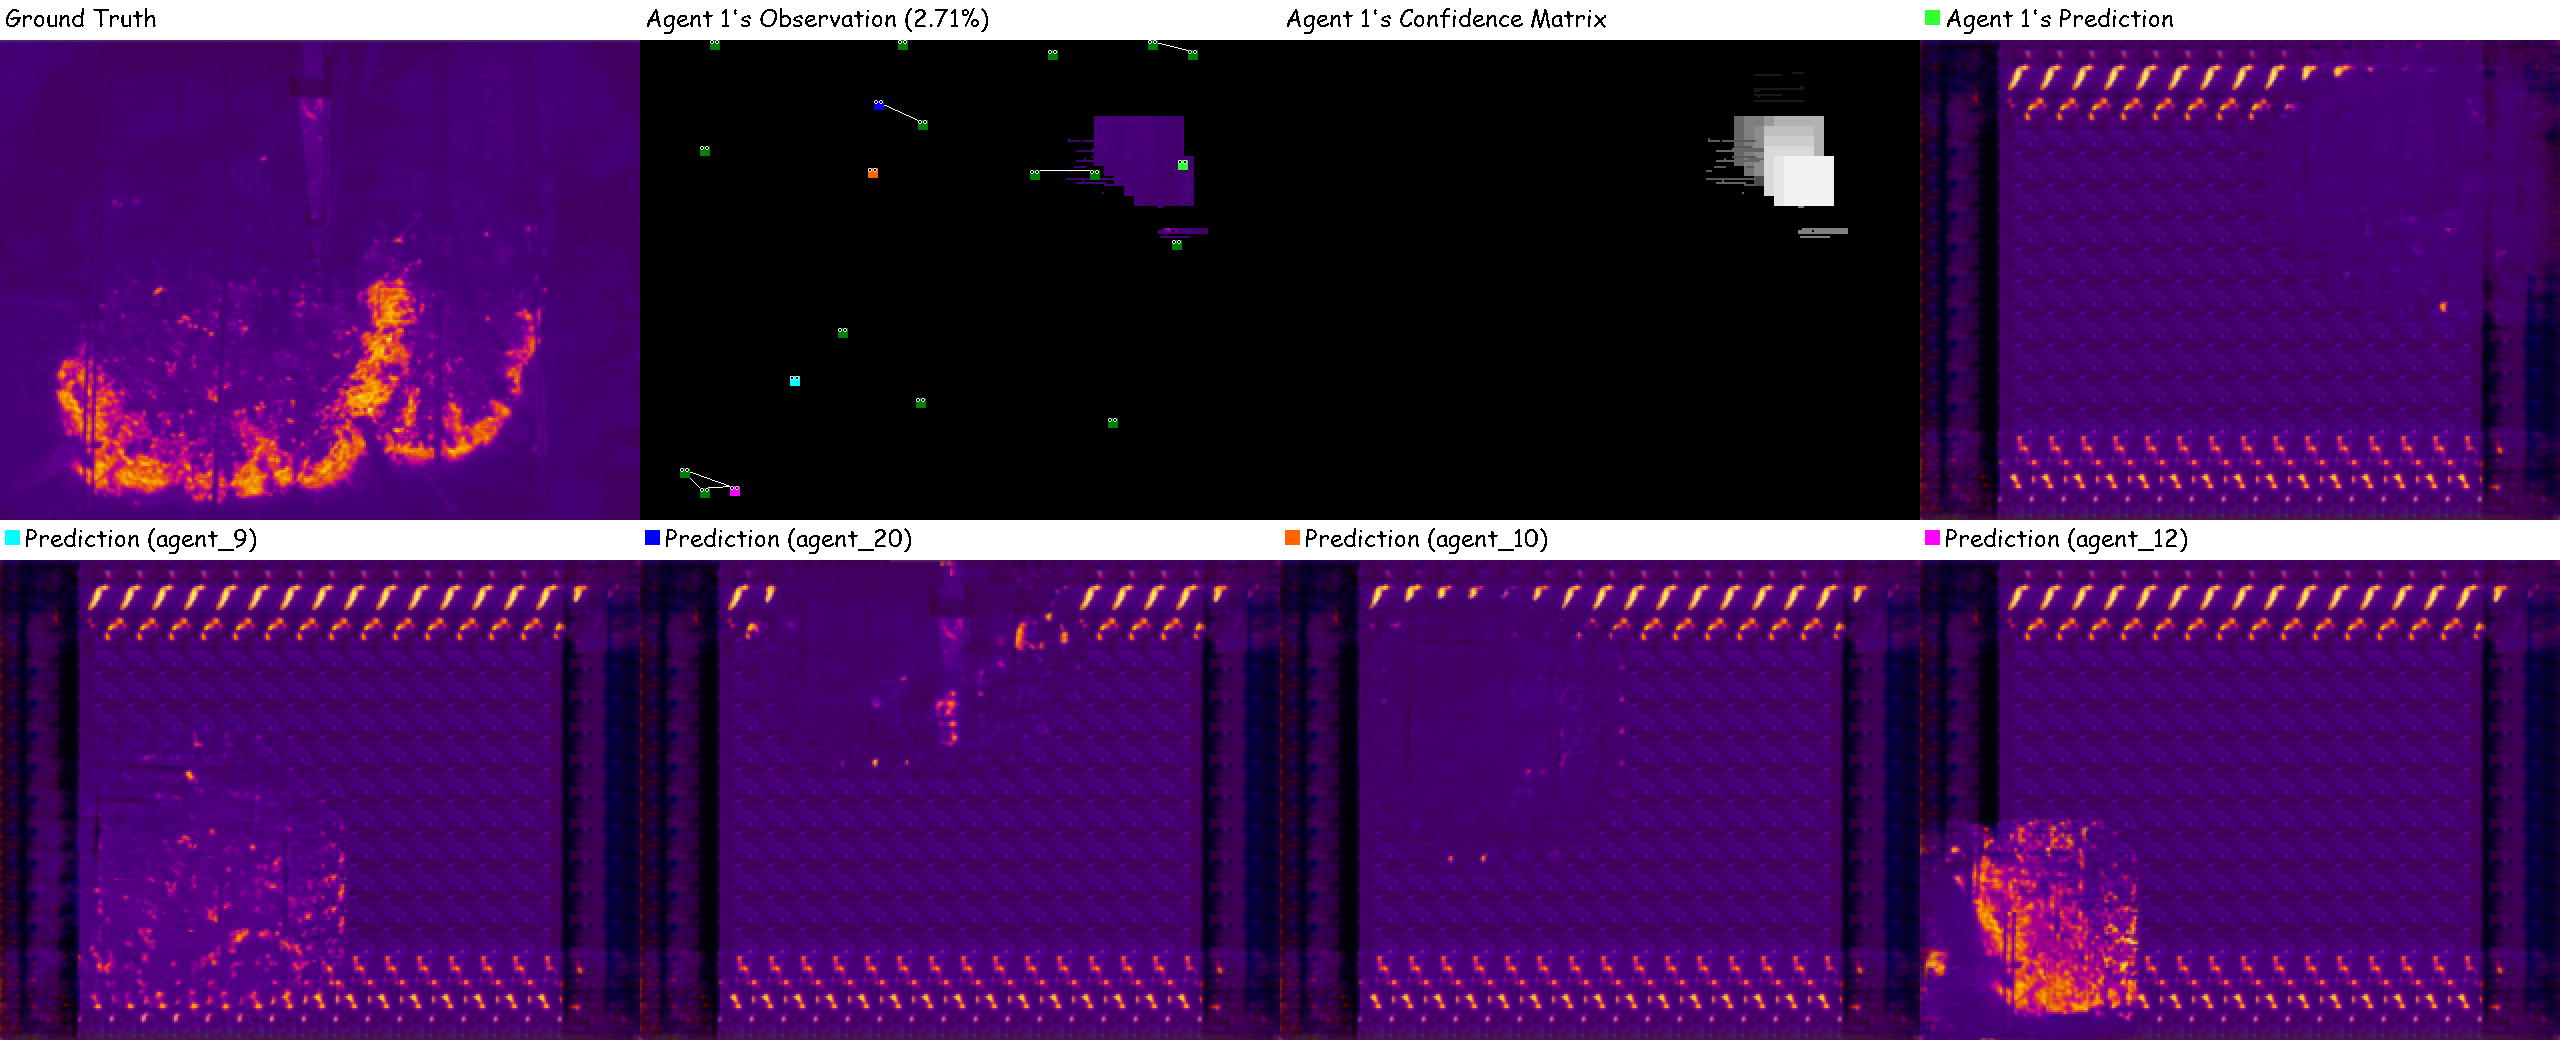 Ground Truth
Agent 1's Observation (2.71%)
Agent 1's Confidence Matrix
Agent 1's Prediction
Prediction (agent_9)
Prediction (agent_20)
Prediction (agent_10)
Prediction (agent_12)